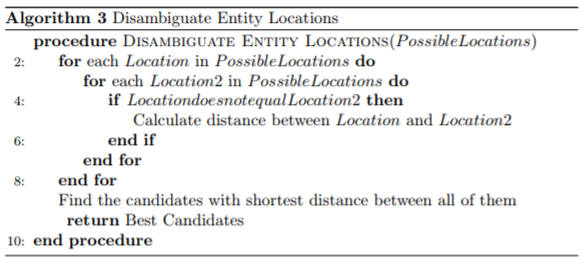 Algorithm 3 Disambiguate Entity Locations
procedure DISAMBIGUATE ENTITY LOCATIONS(PossibleLocations)
2: for each Location in PossibleLocations do
for each Location2 in PossibleLocations do
4: if LocationdoesnotequalLocation2 then
Calculate distance between Location and Location2
6: end if
end for
8: end for
Find the candidates with shortest distance between all of them
return Best Candidates
10: end procedure